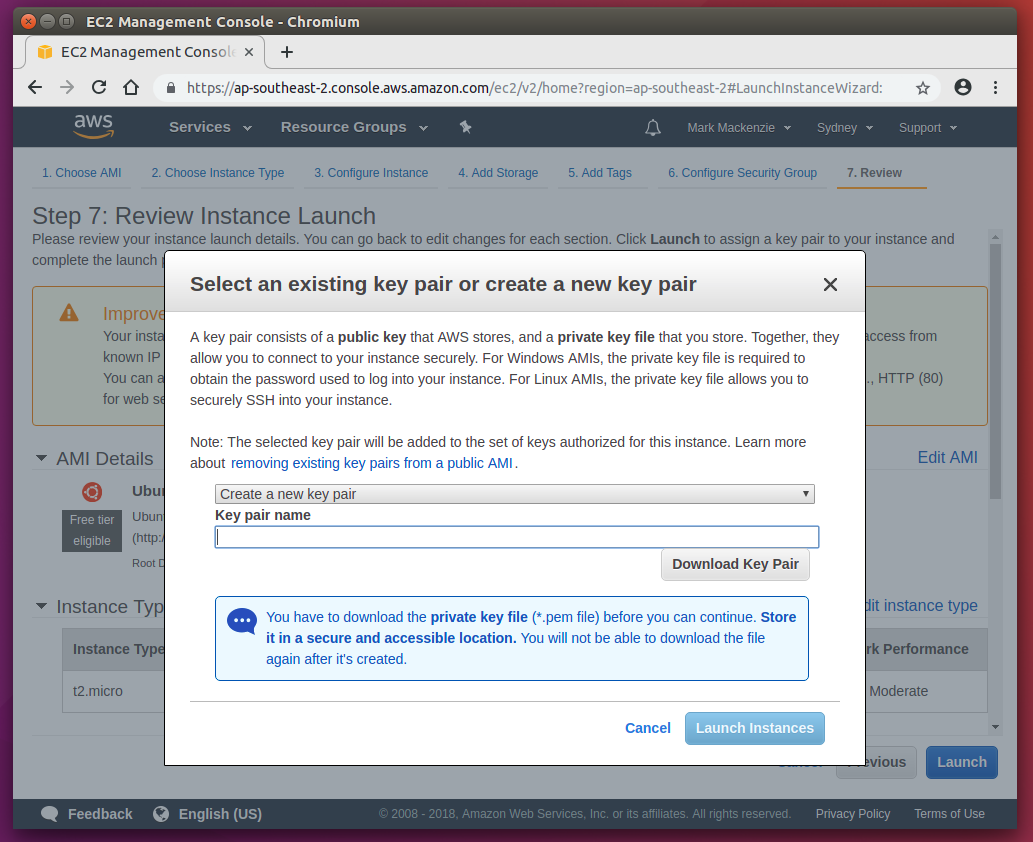 EC2 Management Console - Chromium
EC2 Management Consol
https://ap-southeast-2.console.aws.amazon.com/ec2/v2/home?region=ap-southeast-2#LaunchInstanceWizard:
aws Services Resource Groups Mark Mackenzie Sydney Support
1. Choose AMI 2. Choose Instance Type 3. Configure Instance 4. Add Storage 5. Add Tags 6. Configure Security Group 7. Review
Step 7: Review Instance Launch
Please review your instance launch details. You can go back to edit changes for each section. Click Launch to assign a key pair to your instance and
complete the launch
Select an existing key pair or create a new key pair
Improve
Your insta
access from
known IP
You can a
, HTTP (80)
for web se
A key pair consists of a public key that AWS stores, and a private key file that you store. Together, they
allow you to connect to your instance securely. For Windows AMIs, the private key file is required to
obtain the password used to log into your instance. For Linux AMIs, the private key file allows you to
securely SSH into your instance.
Note: The selected key pair will be added to the set of keys authorized for this instance. Learn more
about removing existing key pairs from a public AMI.
AMI Details
Edit AMI
Free tier
eligible
Ubun
Ubunt
(http:/
Root D
Create a new key pair
Key pair name
Download Key Pair
You have to download the private key file (*.pem file) before you can continue. Store
it in a secure and accessible location. You will not be able to download the file
again after it's created.
Instance Typ
dit instance type
Instance Type
rk Performance
t2.micro
Moderate
Cancel Launch Instances
evious Launch
Feedback English (US) © 2008 - 2018, Amazon Web Services, Inc. or its affiliates. All rights reserved. Privacy Policy Terms of Use